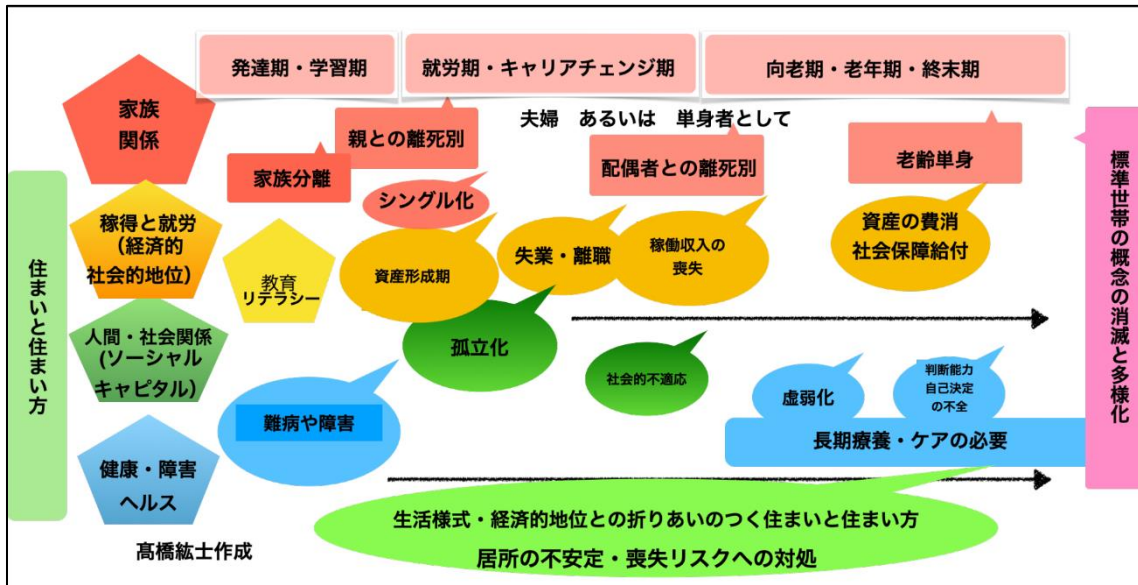 発達期・学習期
就労期・キャリアチェンジ期
向老期・老年期・終末期
夫婦　あるいは　単身者として
家族
関係
親との離死別
家族分離
シングル化
配偶者との離死別
老齢単身
稼得と就労
(経済的
社会的地位)
教育
リテラシー
資産形成期
失業・離職
稼働収入の
喪失
資産の費消
社会保障給付
人間・社会関係
(ソーシャル
キャピタル)
孤立化
社会的不適応
虚弱化
判断能力
自己決定
の不全
難病や障害
長期療養・ケアの必要
健康・障害
ヘルス
生活様式・経済的地位との折りあいのつく住まいと住まい方
居所の不安定・喪失リスクへの対処
住まいと住まい方
標準世帯の概念の消滅と多様化
髙橋紘士作成